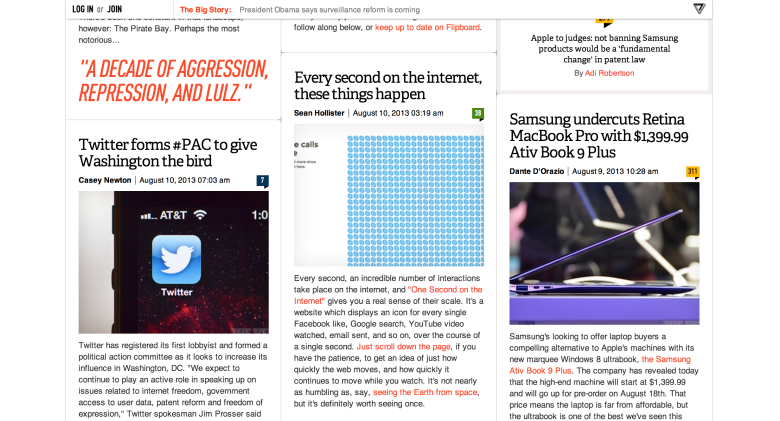 LOG IN or JOIN
The Big Story: President Obama says surveillance reform is coming
however: The Pirate Bay. Perhaps the most
notorious...
"A DECADE OF AGGRESSION,
REPRESSION, AND LULZ."
Twitter forms #PAC to give
Washington the bird
Casey Newton | August 10, 2013 07:03 am
7
AT&T 1:0
Twitter
Twitter has registered its first lobbyist and formed a
political action committee as it looks to increase its
influence in Washington, DC. "We expect to
continue to play an active role in speaking up on
issues related to internet freedom, government
access to user data, patent reform and freedom of
expression," Twitter spokesman Jim Prosser said
follow along below, or keep up to date on Flipboard.
Every second on the internet,
these things happen
Sean Hollister | August 10, 2013 03:19 am
38
e calls
Every second, an incredible number of interactions
take place on the internet, and "One Second on the
Internet" gives you a real sense of their scale. It's a
website which displays an icon for every single
Facebook like, Google search, YouTube video
watched, email sent, and so on, over the course of
a single second. Just scroll down the page, if you
have the patience, to get an idea of just how
quickly the web moves, and how quickly it
continues to move while you watch. It's not nearly
as humbling as, say, seeing the Earth from space,
but it's definitely worth seeing once.
Apple to judges: not banning Samsung
products would be a 'fundamental
change' in patent law
By Adi Robertson
Samsung undercuts Retina
MacBook Pro with $1,399.99
Ativ Book 9 Plus
Dante D'Orazio | August 9, 2013 10:28 am
311
Samsung's looking to offer laptop buyers a
compelling alternative to Apple's machines with its
new marquee Windows 8 ultrabook, the Samsung
Ativ Book 9 Plus. The company has revealed today
that the high-end machine will start at $1,399.99
and will go up for pre-order on August 18th. That
price means the laptop is far from affordable, but
the ultrabook is one of the best we've seen this